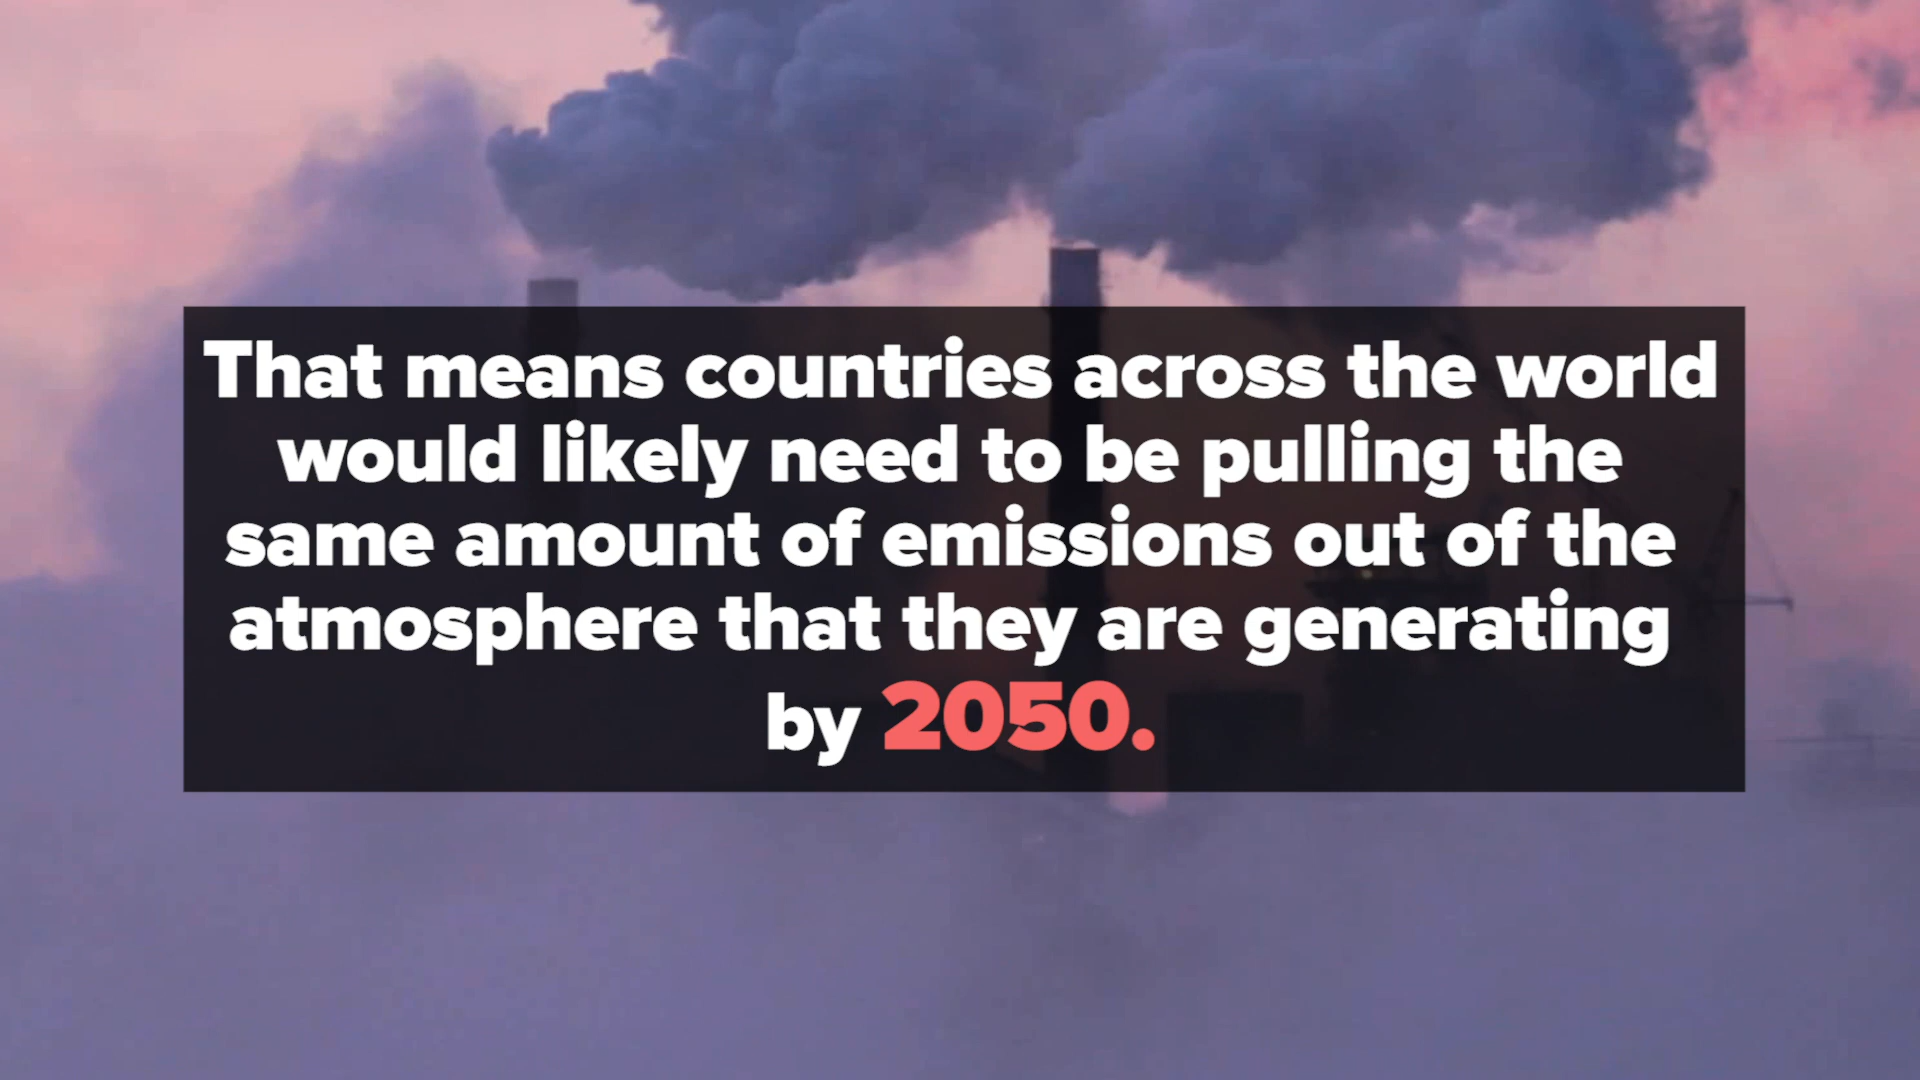 That means countries across the world
would likely need to be pulling the
same amount of emissions out of the
atmosphere that they are generating
by 2050.